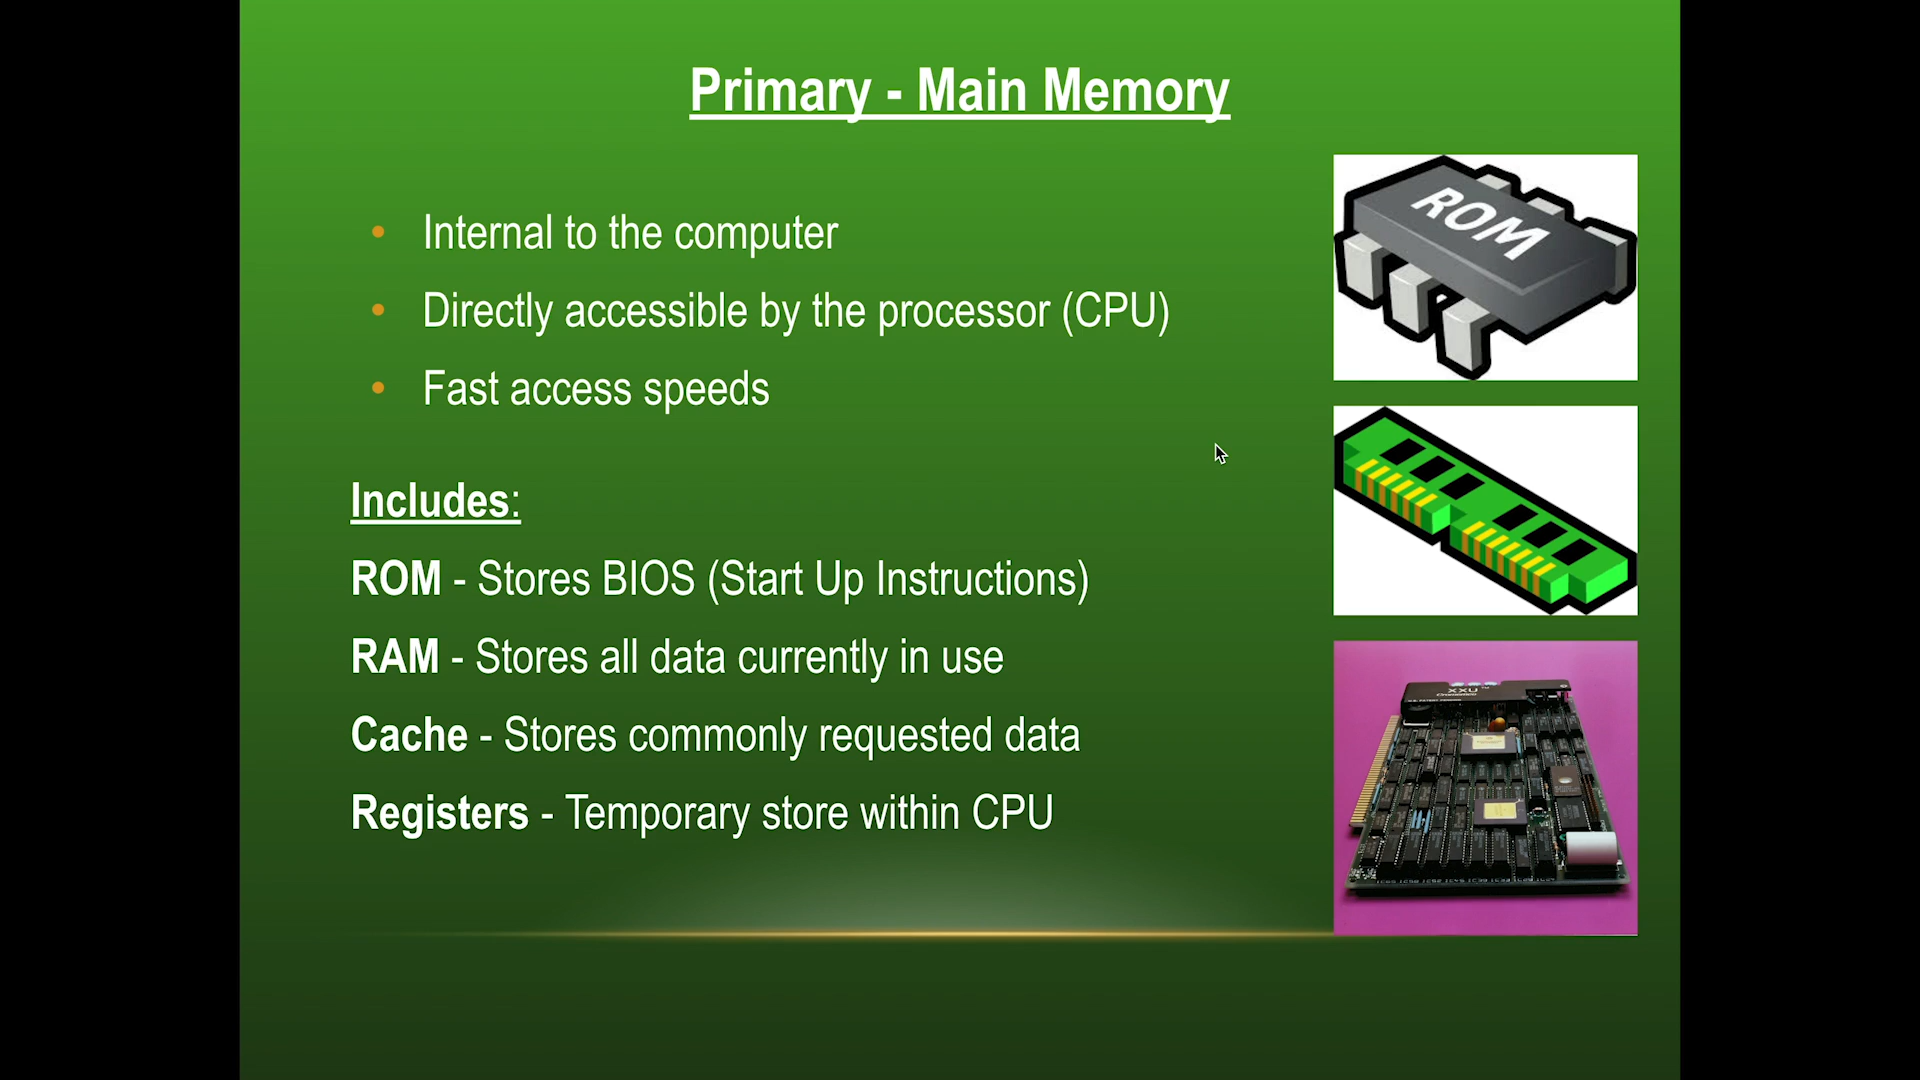 Primary - Main Memory
• Internal to the computer
• Directly accessible by the processor (CPU)
• Fast access speeds
Includes:
ROM - Stores BIOS (Start Up Instructions)
RAM - Stores all data currently in use
Cache - Stores commonly requested data
Registers - Temporary store within CPU
ROM
XXU
Cromemco